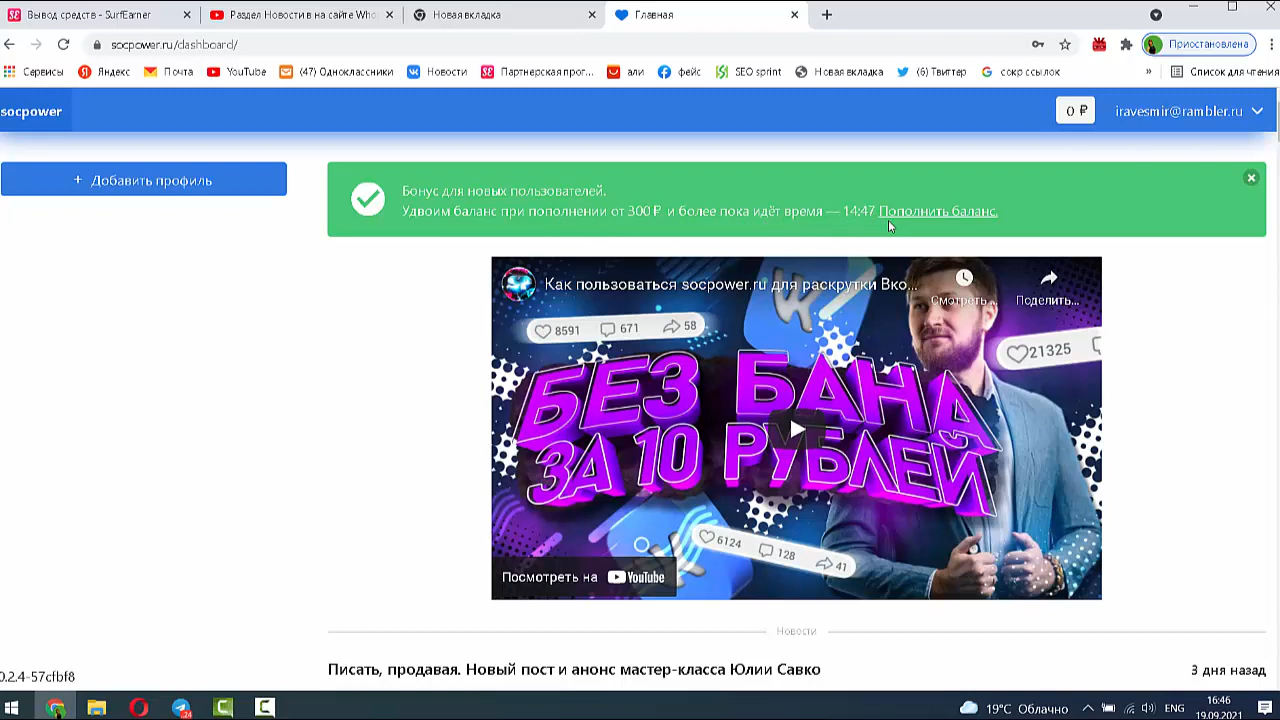 Вывод средств - SurfEarner
Раздел Новости в на сайте Who
Новая вкладка
Главная
socpower.ru/dashboard/
Приостановлена
Сервисы
Яндекс
Почта
YouTube
(47) Одноклассники
Новости
Партнерская прог...
али
фейс
SEO sprint
Новая вкладка
(6) Твиттер
сокр ссылок
»
Список для чтения
socpower
0 ₽
iravesmir@rambler.ru
+ Добавить профиль
Бонус для новых пользователей.
Удвоим баланс при пополнении от 300 ₽ и более пока идёт время — 14:47 Пополнить баланс.
Как пользоваться socpower.ru для раскрутки Вко...
Смотреть ...
Поделить...
8591 671 58
21325
БЕЗ БАНА
ЗА 10 РУБЛЕЙ
6124 128 41
Посмотреть на YouTube
Новости
Писать, продавая. Новый пост и анонс мастер-класса Юлии Савко
3 дня назад
0.2.4-57cfbf8
24
19°C Облачно
ENG
16:46
19.09.2021